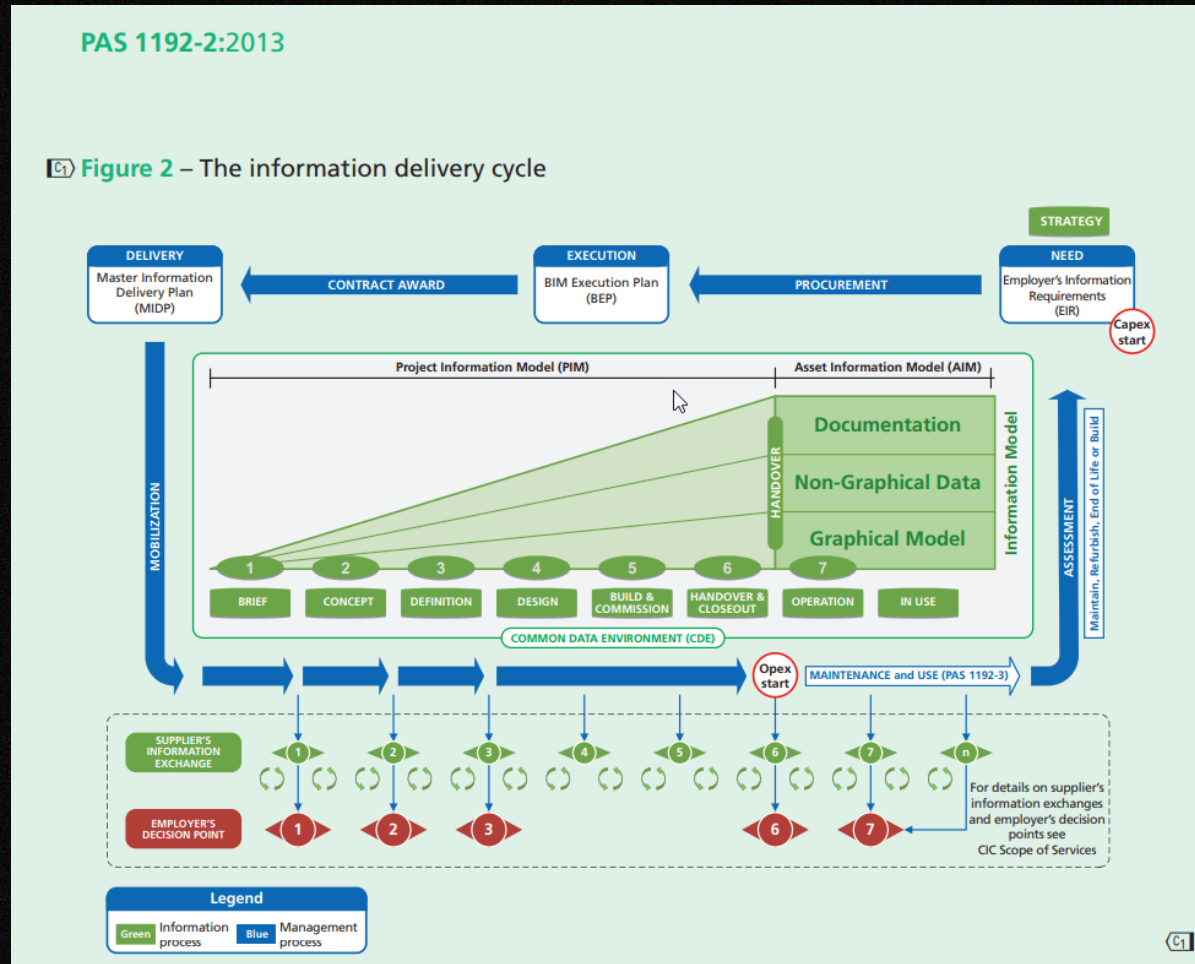 PAS 1192-2:2013
C1 Figure 2 – The information delivery cycle
STRATEGY
DELIVERY
Master Information
Delivery Plan
(MIDP)
CONTRACT AWARD
EXECUTION
BIM Execution Plan
(BEP)
PROCUREMENT
NEED
Employer's Information
Requirements
(EIR)
Capex
start
Project Information Model (PIM)
Asset Information Model (AIM)
MOBILIZATION
HANDOVER
Documentation
Non-Graphical Data
Graphical Model
Information Model
ASSESSMENT
Maintain, Refurbish, End of Life or Build
1 2 3 4 5 6 7
BRIEF
CONCEPT
DEFINITION
DESIGN
BUILD &
COMMISSION
HANDOVER &
CLOSEOUT
OPERATION
IN USE
COMMON DATA ENVIRONMENT (CDE)
Opex
start
MAINTENANCE and USE (PAS 1192-3)
SUPPLIER'S
INFORMATION
EXCHANGE
1 2 3 4 5 6 7 n
EMPLOYER'S
DECISION POINT
1 2 3 6 7
For details on supplier's
information exchanges
and employer's decision
points see
CIC Scope of Services
Legend
Green Information
process
Blue Management
process
C1